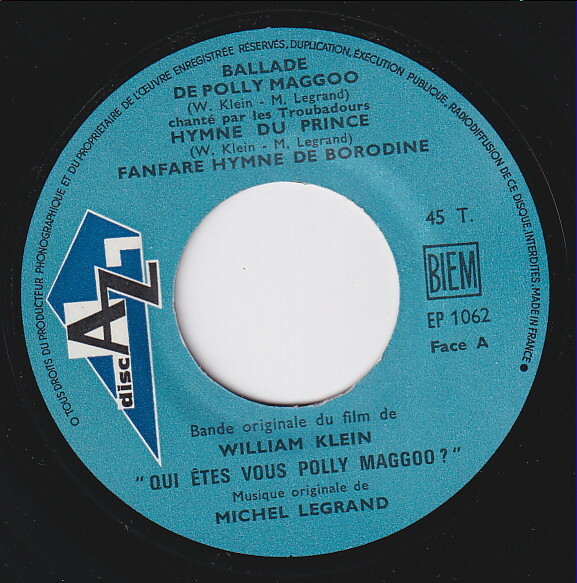 O TOUS DROITS DU PRODUCTEUR PHONOGRAPHIQUE ET DU PROPRIETAIRE DE L'ŒUVRE ENREGISTRÉE RÉSERVÉS, DUPLICATION, EXÉCUTION PUBLIQUE, RADIODIFFUSION DE CE DISQUE, INTERDITES. MADE IN FRANCE ●
BALLADE
DE POLLY MAGGOO
(W. Klein - M. Legrand)
chanté par les Troubadours
HYMNE DU PRINCE
(W. Klein - M. Legrand)
FANFARE HYMNE DE BORODINE
45 T.
BIEM
EP 1062
Face A
disc AZ
Bande originale du film de
WILLIAM KLEIN
"QUI ÊTES VOUS POLLY MAGGOO ?"
Musique originale de
MICHEL LEGRAND